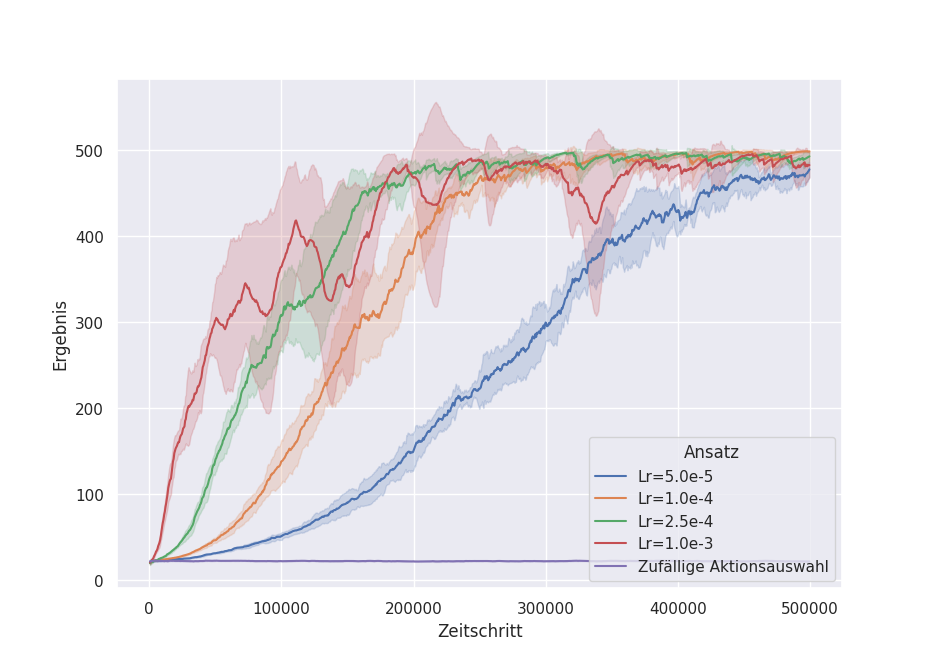 500
400
300
200
100
0
Ergebnis
0 100000 200000 300000 400000 500000
Zeitschritt
Ansatz
Lr=5.0e-5
Lr=1.0e-4
Lr=2.5e-4
Lr=1.0e-3
Zufällige Aktionsauswahl